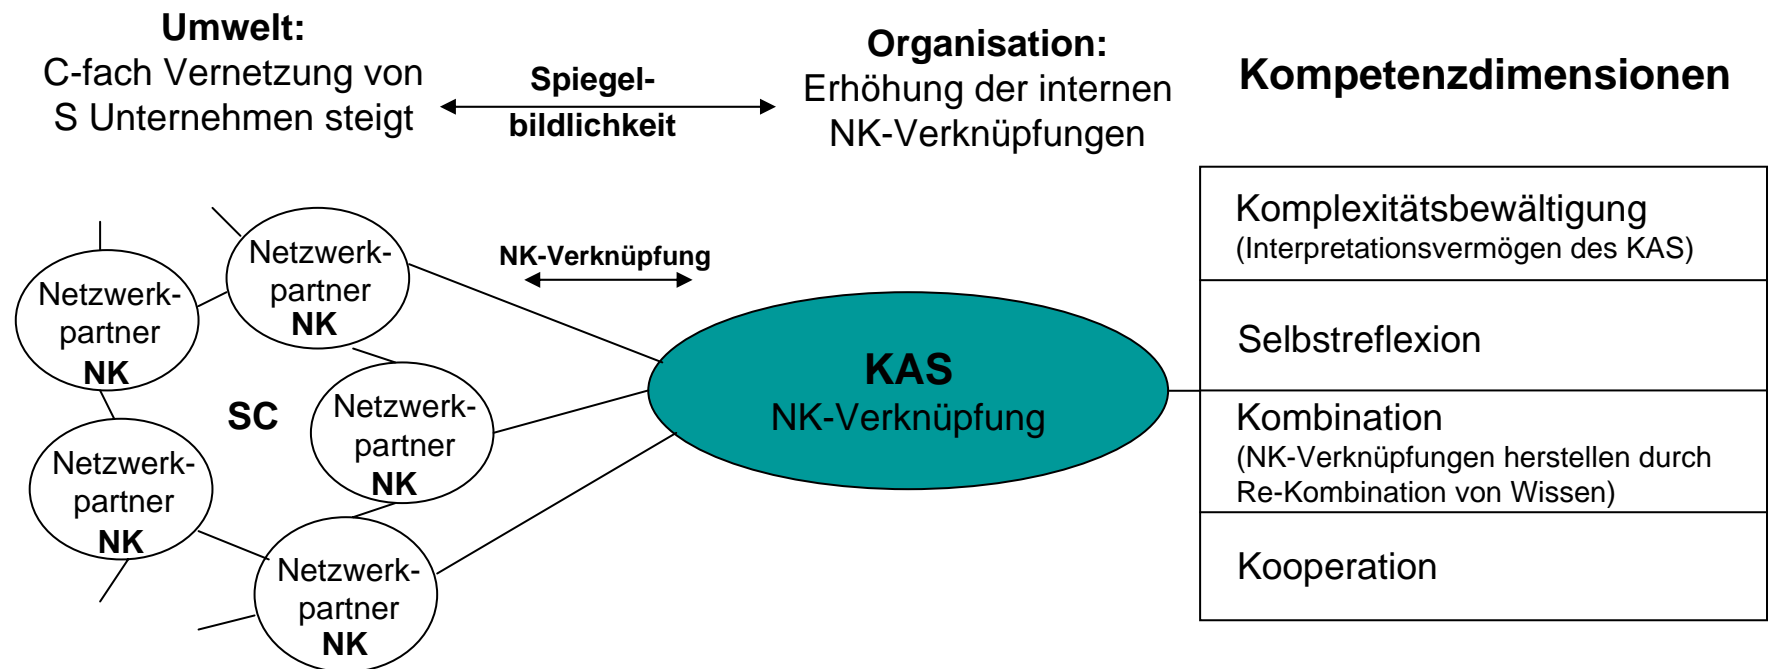 Umwelt:
C-fach Vernetzung von
S Unternehmen steigt
Spiegel-
bildlichkeit
Organisation:
Erhöhung der internen
NK-Verknüpfungen
Kompetenzdimensionen
Netzwerk-
partner
NK
Netzwerk-
partner
NK
NK-Verknüpfung
SC
Netzwerk-
partner
NK
Netzwerk-
partner
NK
Netzwerk-
partner
NK
KAS
NK-Verknüpfung
Komplexitätsbewältigung
(Interpretationsvermögen des KAS)
Selbstreflexion
Kombination
(NK-Verknüpfungen herstellen durch
Re-Kombination von Wissen)
Kooperation